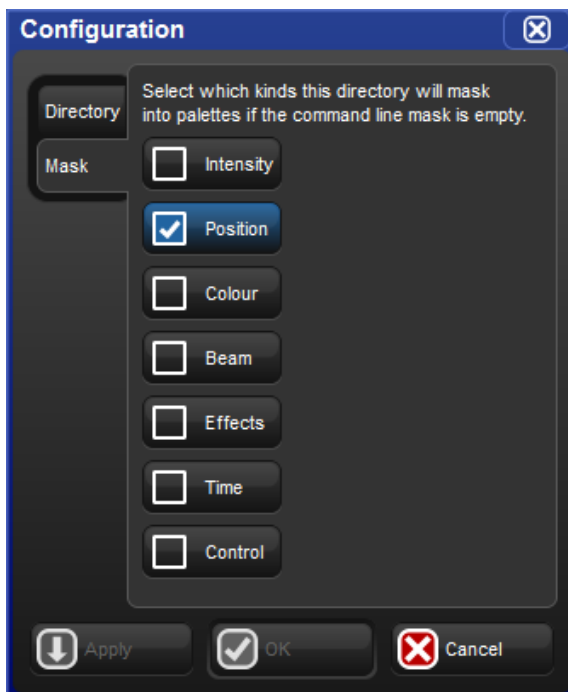 Configuration
Directory
Mask
Select which kinds this directory will mask
into palettes if the command line mask is empty.
Intensity
Position
Colour
Beam
Effects
Time
Control
Apply
OK
Cancel